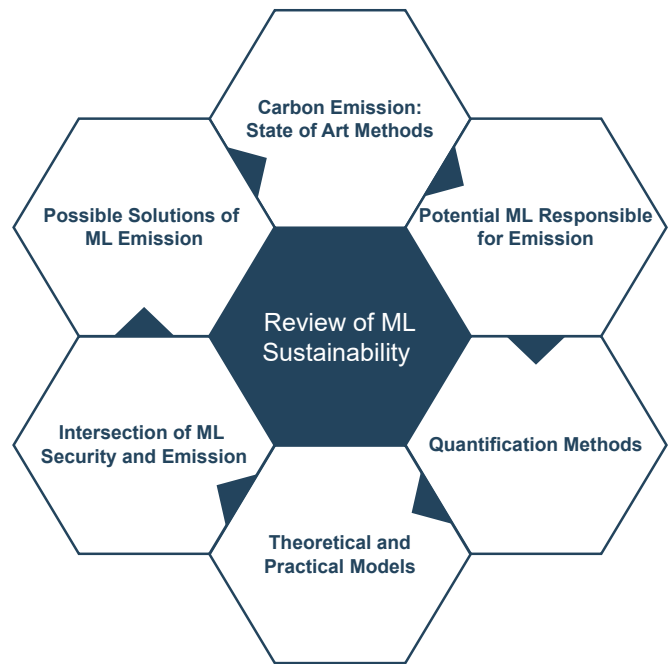 Carbon Emission:
State of Art Methods
Possible Solutions of
ML Emission
Potential ML Responsible
for Emission
Review of ML
Sustainability
Intersection of ML
Security and Emission
Quantification Methods
Theoretical and
Practical Models